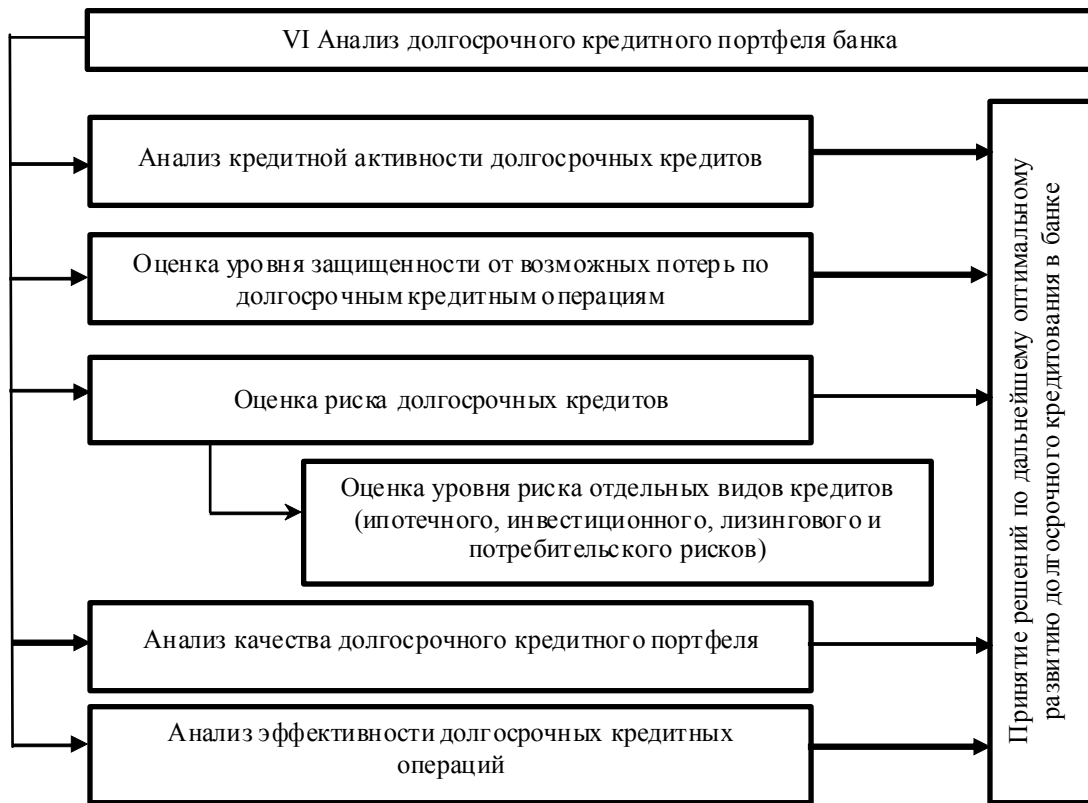 VI Анализ долгосрочного кредитного портфеля банка
Анализ кредитной активности долгосрочных кредитов
Оценка уровня защищенности от возможных потерь по
долгосрочным кредитным операциям
Оценка риска долгосрочных кредитов
Оценка уровня риска отдельных видов кредитов
(ипотечного, инвестиционного, лизингового и
потребительского рисков)
Анализ качества долгосрочного кредитного портфеля
Анализ эффективности долгосрочных кредитных
операций
Принятие решений по дальнейшему оптимальному
развитию долгосрочного кредитования в банке